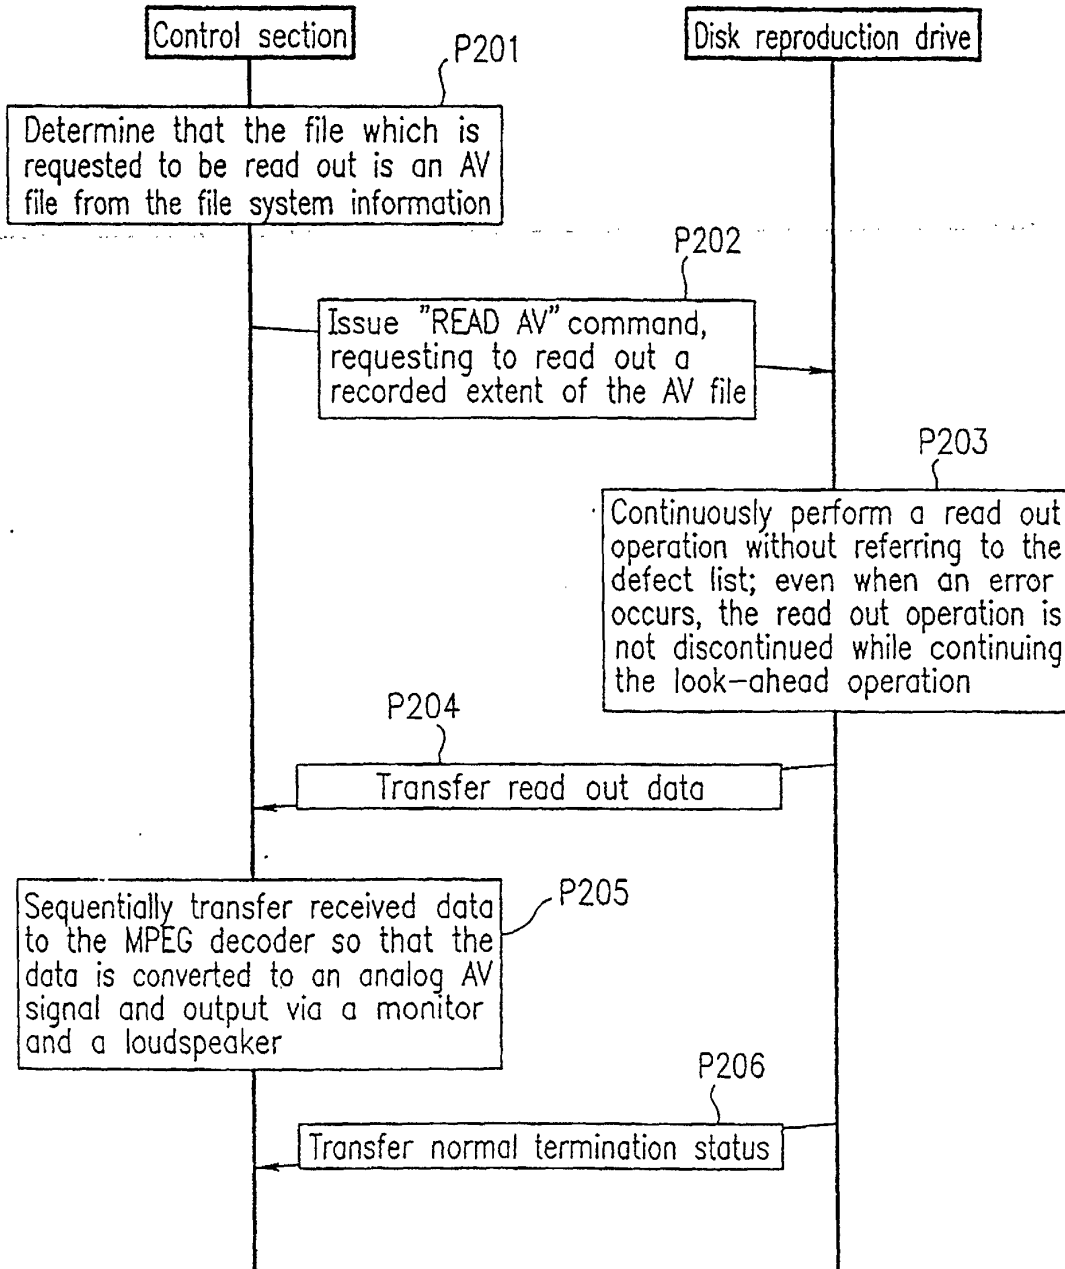 Control section
Disk reproduction drive
P201
Determine that the file which is
requested to be read out is an AV
file from the file system information
P202
Issue "READ AV" command,
requesting to read out a
recorded extent of the AV file
P203
Continuously perform a read out
operation without referring to the
defect list; even when an error
occurs, the read out operation is
not discontinued while continuing
the look-ahead operation
P204
Transfer read out data
P205
Sequentially transfer received data
to the MPEG decoder so that the
data is converted to an analog AV
signal and output via a monitor
and a loudspeaker
P206
Transfer normal termination status